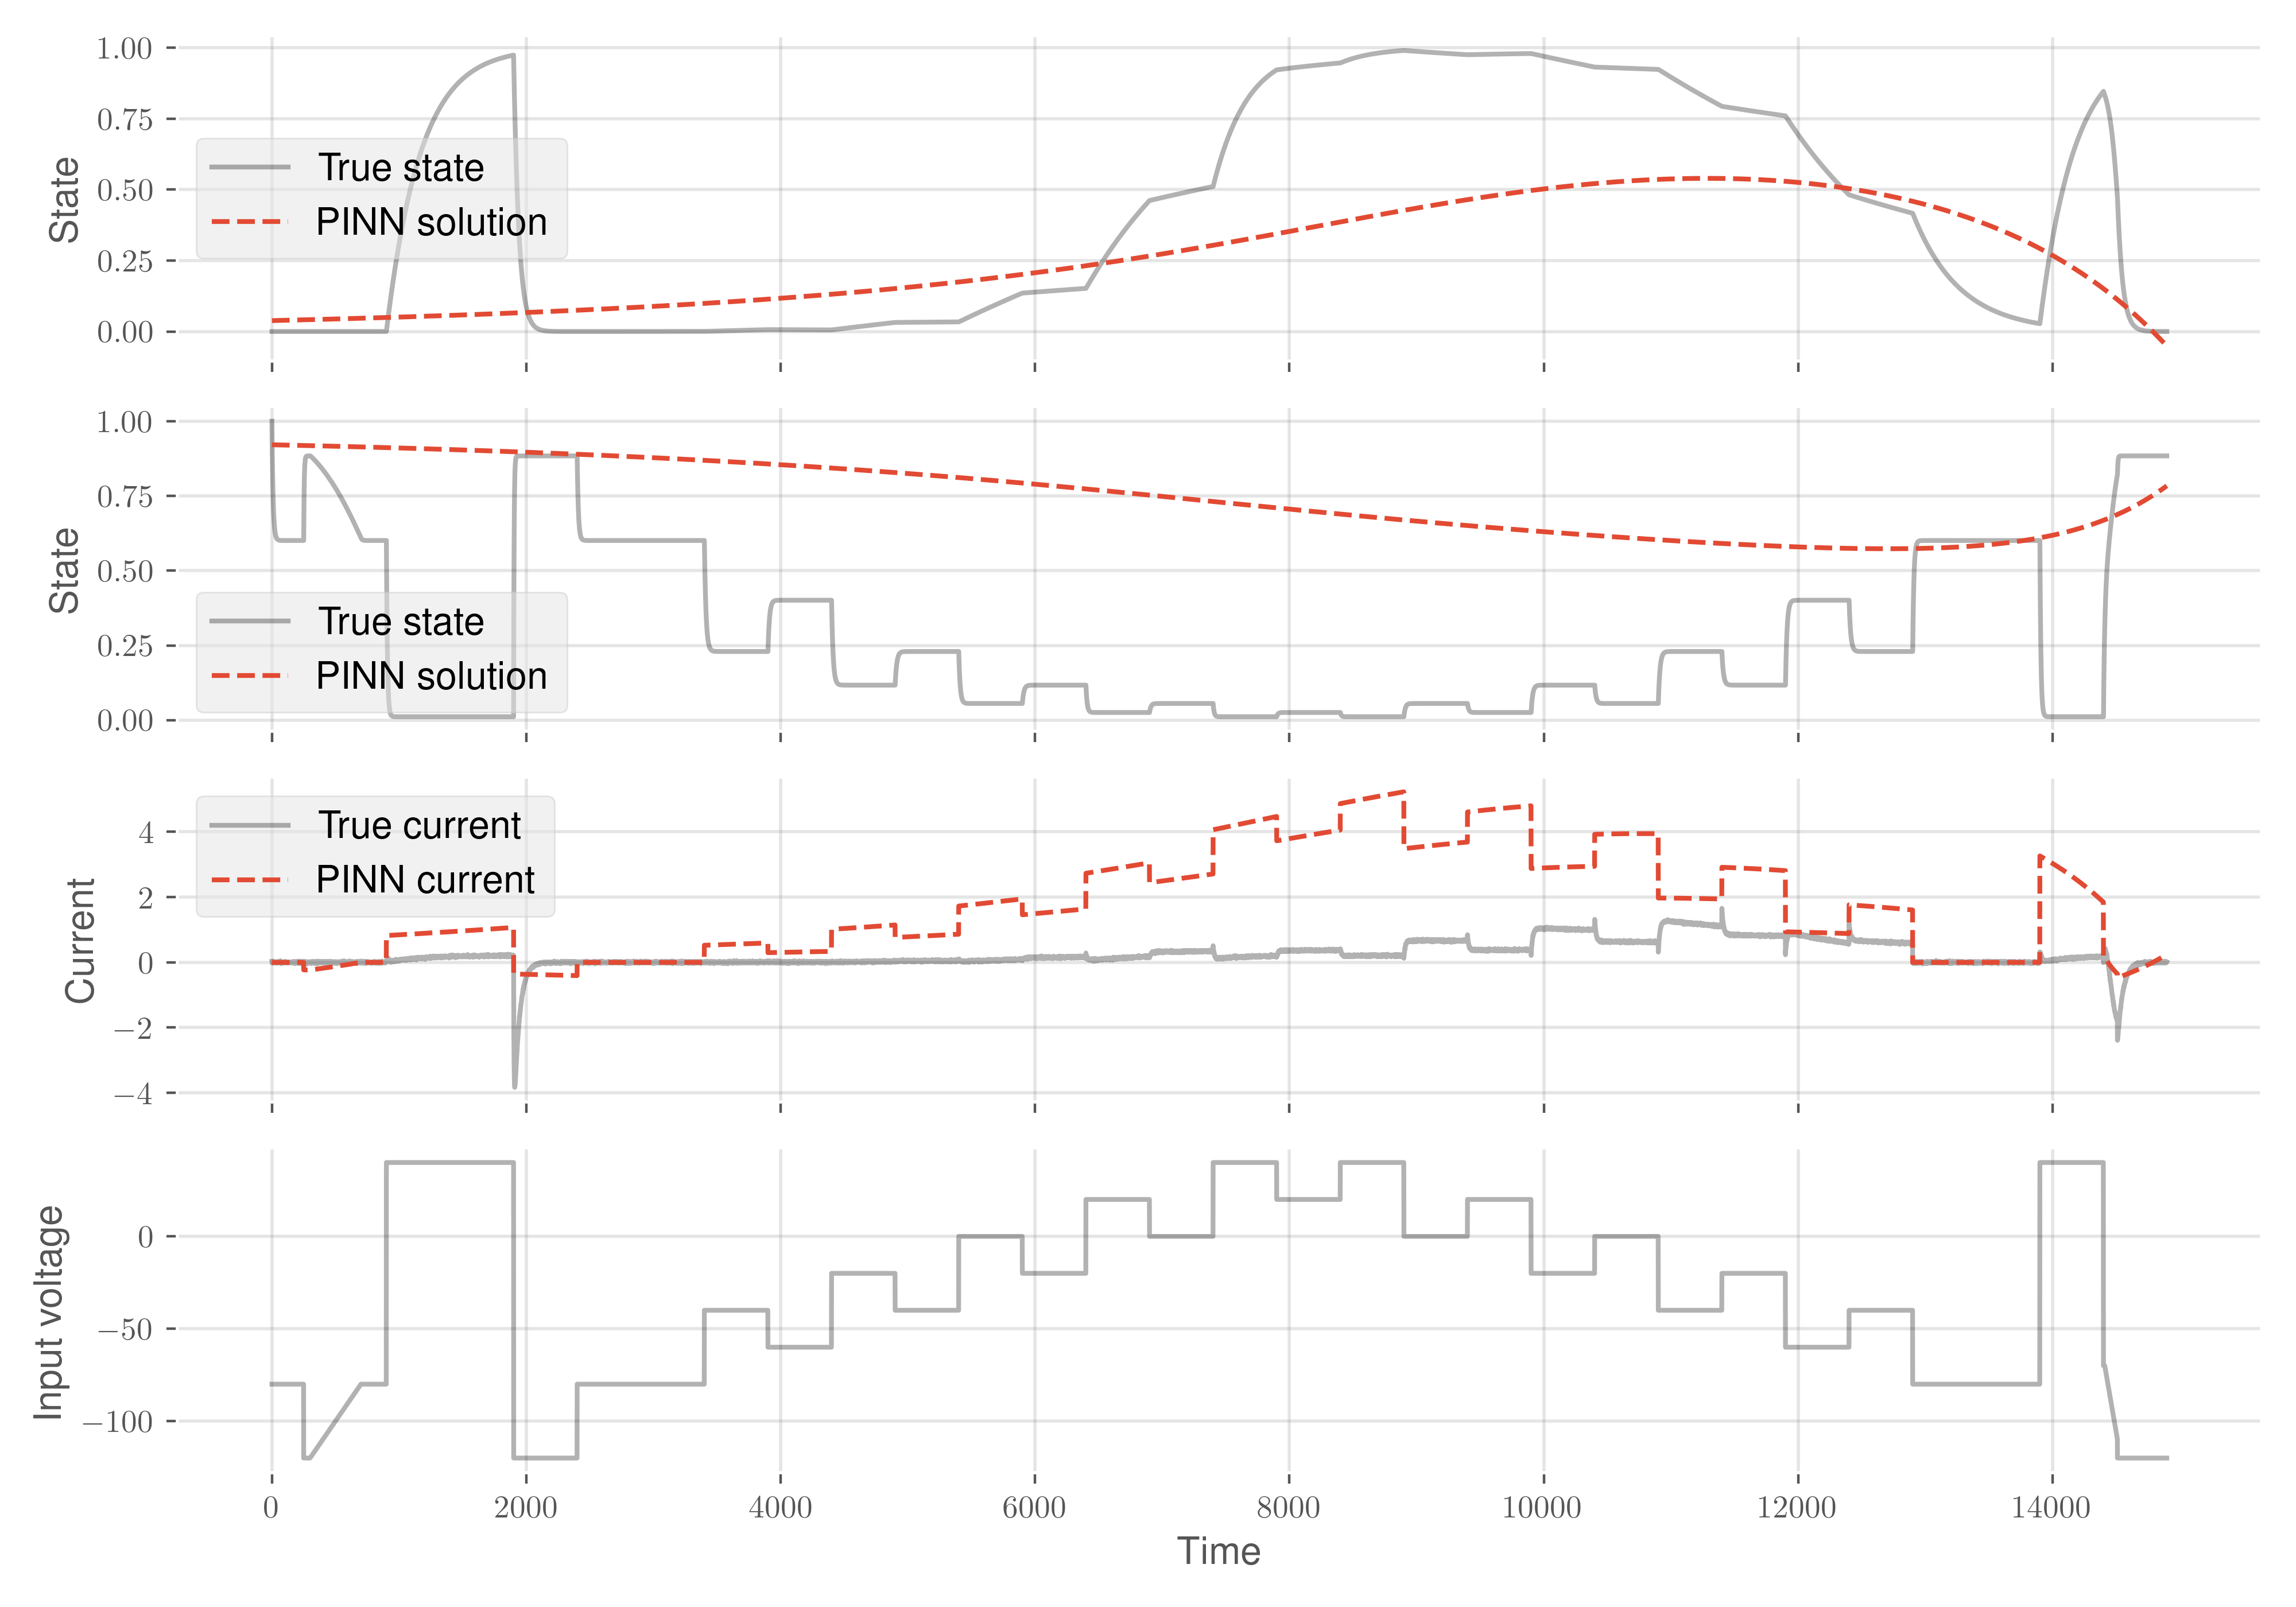 1.00
0.75
0.50
0.25
0.00
State
True state
PINN solution
1.00
0.75
0.50
0.25
0.00
State
True state
PINN solution
4
2
0
−2
−4
Current
True current
PINN current
0
−50
−100
Input voltage
0 2000 4000 6000 8000 10000 12000 14000
Time